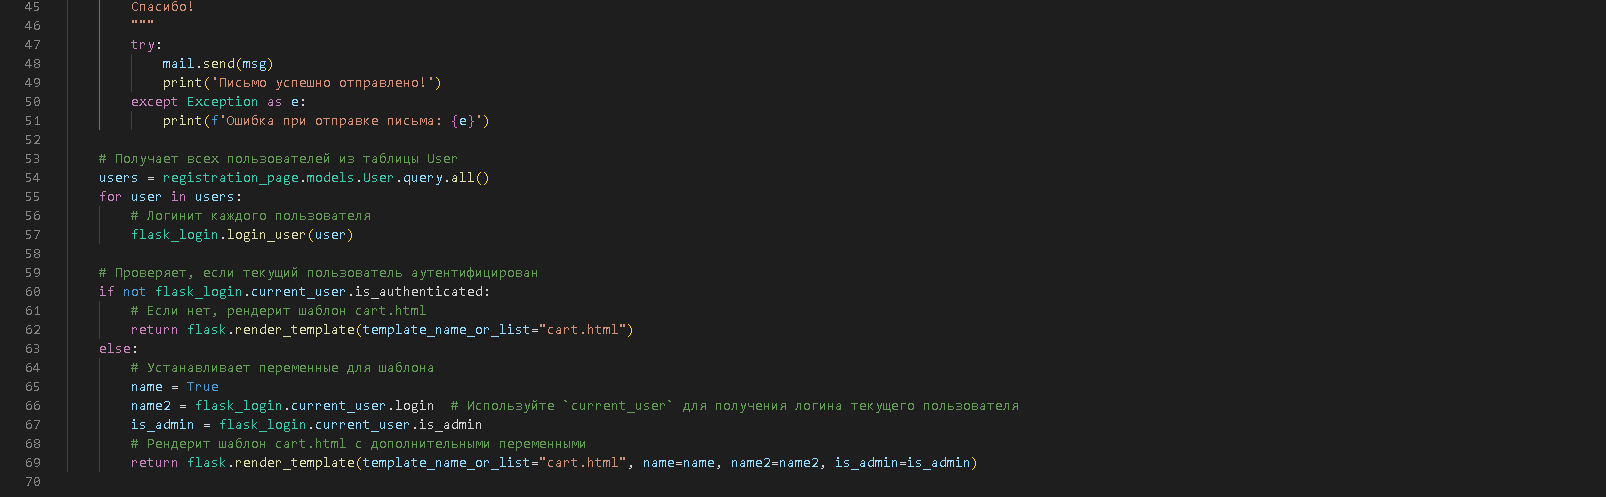 45 Спасибо!
46 """
47 try:
48 mail.send(msg)
49 print('Письмо успешно отправлено!')
50 except Exception as e:
51 print(f'Ошибка при отправке письма: {e}')
52
53 # Получает всех пользователей из таблицы User
54 users = registration_page.models.User.query.all()
55 for user in users:
56 # Логинит каждого пользователя
57 flask_login.login_user(user)
58
59 # Проверяет, если текущий пользователь аутентифицирован
60 if not flask_login.current_user.is_authenticated:
61 # Если нет, рендерит шаблон cart.html
62 return flask.render_template(template_name_or_list="cart.html")
63 else:
64 # Устанавливает переменные для шаблона
65 name = True
66 name2 = flask_login.current_user.login  # Используйте `current_user` для получения логина текущего пользователя
67 is_admin = flask_login.current_user.is_admin
68 # Рендерит шаблон cart.html с дополнительными переменными
69 return flask.render_template(template_name_or_list="cart.html", name=name, name2=name2, is_admin=is_admin)
70